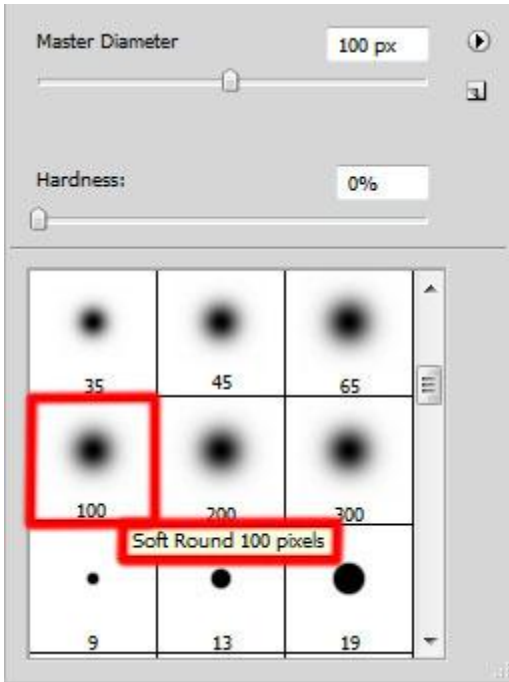 Master Diameter 100 px
Hardness: 0%
35 45 65
100 200 300
Soft Round 100 pixels
9 13 19